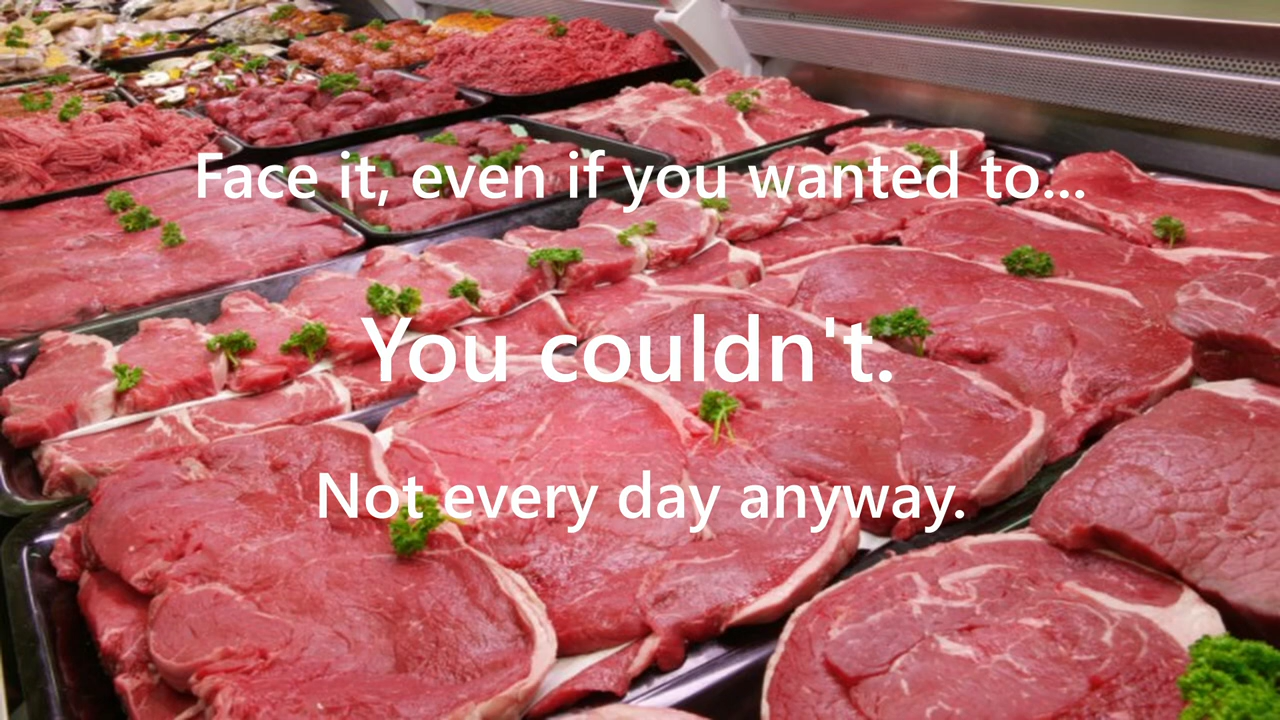 Face it, even if you wanted to...
You couldn't.
Not every day anyway.